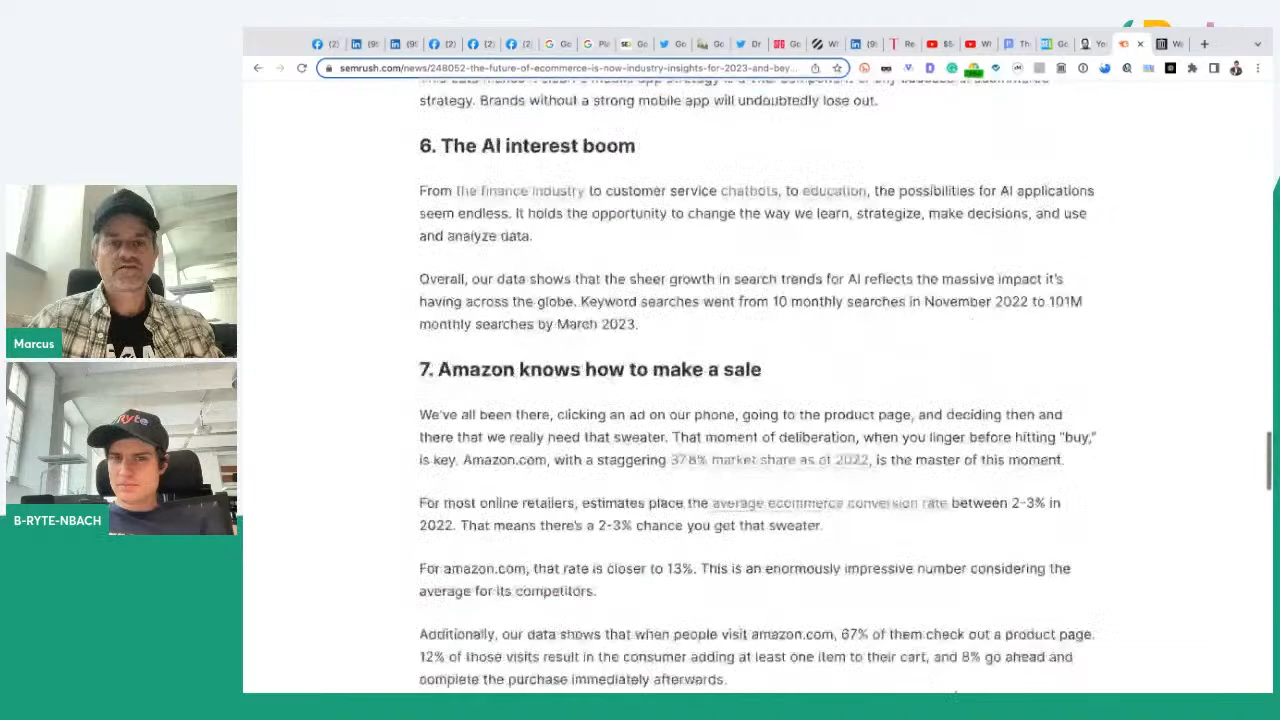 (2)
(2)
(2)
(2)
Go
semrush.com/news/248052-the-future-of-ecommerce-is-now-industry-insights-for-2023-and-bey...
strategy. Brands without a strong mobile app will undoubtedly lose out.
6. The AI interest boom
From the finance industry to customer service chatbots, to education, the possibilities for AI applications
seem endless. It holds the opportunity to change the way we learn, strategize, make decisions, and use
and analyze data.
Overall, our data shows that the sheer growth in search trends for AI reflects the massive impact it's
having across the globe. Keyword searches went from 10 monthly searches in November 2022 to 101M
monthly searches by March 2023.
7. Amazon knows how to make a sale
We've all been there, clicking an ad on our phone, going to the product page, and deciding then and
there that we really need that sweater. That moment of deliberation, when you linger before hitting "buy,"
is key. Amazon.com, with a staggering 37.8% market share as of 2022, is the master of this moment.
For most online retailers, estimates place the average ecommerce conversion rate between 2-3% in
2022. That means there's a 2-3% chance you get that sweater.
For amazon.com, that rate is closer to 13%. This is an enormously impressive number considering the
average for its competitors.
Additionally, our data shows that when people visit amazon.com, 67% of them check out a product page.
12% of those visits result in the consumer adding at least one item to their cart, and 8% go ahead and
complete the purchase immediately afterwards.
Marcus
Ryte
B-RYTE-NBACH